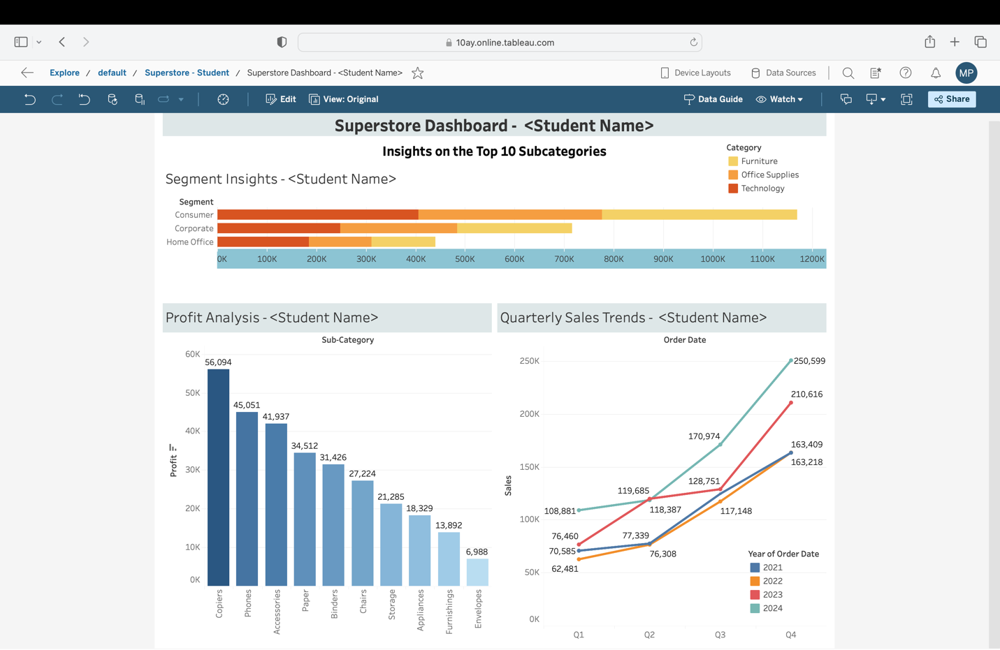 10ay.online.tableau.com
Explore / default / Superstore - Student / Superstore Dashboard - <Student Name>
Device Layouts
Data Sources
MP
Edit
View: Original
Data Guide
Watch
Share
Superstore Dashboard - <Student Name>
Insights on the Top 10 Subcategories
Category
Furniture
Office Supplies
Technology
Segment Insights - <Student Name>
Segment
Consumer
Corporate
Home Office
0K 100K 200K 300K 400K 500K 600K 700K 800K 900K 1000K 1100K 1200K
Profit Analysis - <Student Name>
Sub-Category
60K
50K
40K
30K
20K
10K
0K
Profit
56,094
45,051
41,937
34,512
31,426
27,224
21,285
18,329
13,892
6,988
Copiers
Phones
Accessories
Paper
Binders
Chairs
Storage
Appliances
Furnishings
Envelopes
Quarterly Sales Trends - <Student Name>
Order Date
250K
200K
150K
100K
50K
0K
Sales
250,599
210,616
170,974
163,409
163,218
128,751
119,685
108,881
118,387
117,148
76,460
77,339
70,585
76,308
62,481
Year of Order Date
2021
2022
2023
2024
Q1 Q2 Q3 Q4